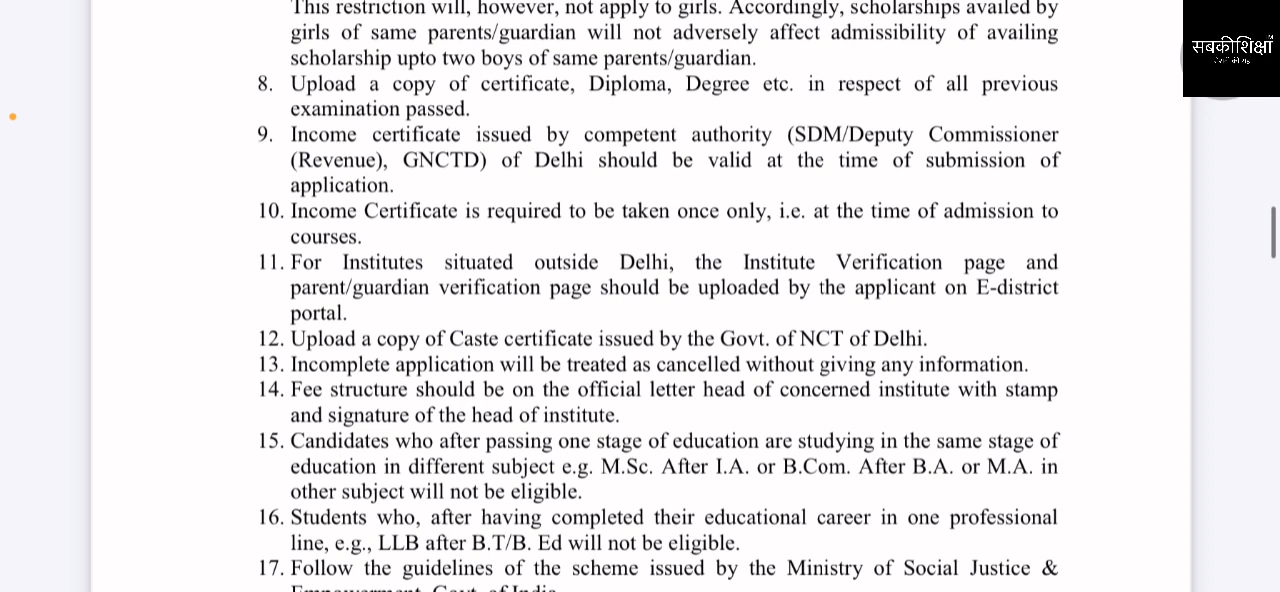 This restriction will, however, not apply to girls. Accordingly, scholarships availed by
girls of same parents/guardian will not adversely affect admissibility of availing
scholarship upto two boys of same parents/guardian.
8. Upload a copy of certificate, Diploma, Degree etc. in respect of all previous
examination passed.
9. Income certificate issued by competent authority (SDM/Deputy Commissioner
(Revenue), GNCTD) of Delhi should be valid at the time of submission of
application.
10. Income Certificate is required to be taken once only, i.e. at the time of admission to
courses.
11. For Institutes situated outside Delhi, the Institute Verification page and
parent/guardian verification page should be uploaded by the applicant on E-district
portal.
12. Upload a copy of Caste certificate issued by the Govt. of NCT of Delhi.
13. Incomplete application will be treated as cancelled without giving any information.
14. Fee structure should be on the official letter head of concerned institute with stamp
and signature of the head of institute.
15. Candidates who after passing one stage of education are studying in the same stage of
education in different subject e.g. M.Sc. After I.A. or B.Com. After B.A. or M.A. in
other subject will not be eligible.
16. Students who, after having completed their educational career in one professional
line, e.g., LLB after B.T/B. Ed will not be eligible.
17. Follow the guidelines of the scheme issued by the Ministry of Social Justice &
सबकीशिक्षा